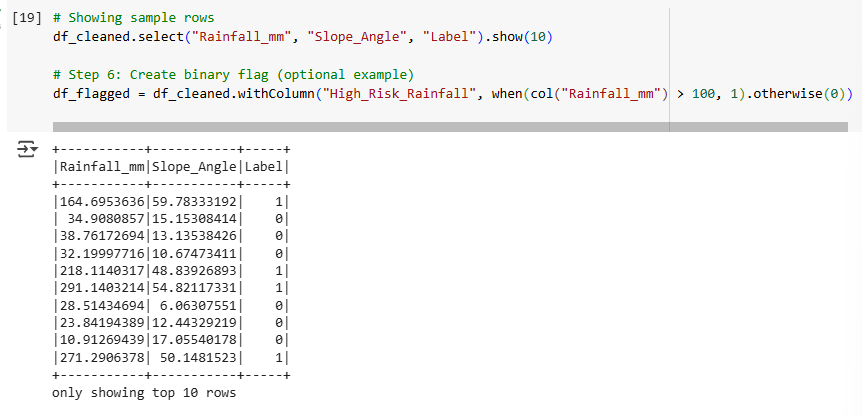 [19] # Showing sample rows
df_cleaned.select("Rainfall_mm", "Slope_Angle", "Label").show(10)
# Step 6: Create binary flag (optional example)
df_flagged = df_cleaned.withColumn("High_Risk_Rainfall", when(col("Rainfall_mm") > 100, 1).otherwise(0))
+-----------+-----------+-----+
|Rainfall_mm|Slope_Angle|Label|
+-----------+-----------+-----+
|164.6953636|59.78333192|    1|
| 34.9080857|15.15308414|    0|
|38.76172694|13.13538426|    0|
|32.19997716|10.67473411|    0|
|218.1140317|48.83926893|    1|
|291.1403214|54.82117331|    1|
|28.51434694| 6.06307551|    0|
|23.84194389|12.44329219|    0|
|10.91269439|17.05540178|    0|
|271.2906378| 50.1481523|    1|
+-----------+-----------+-----+
only showing top 10 rows